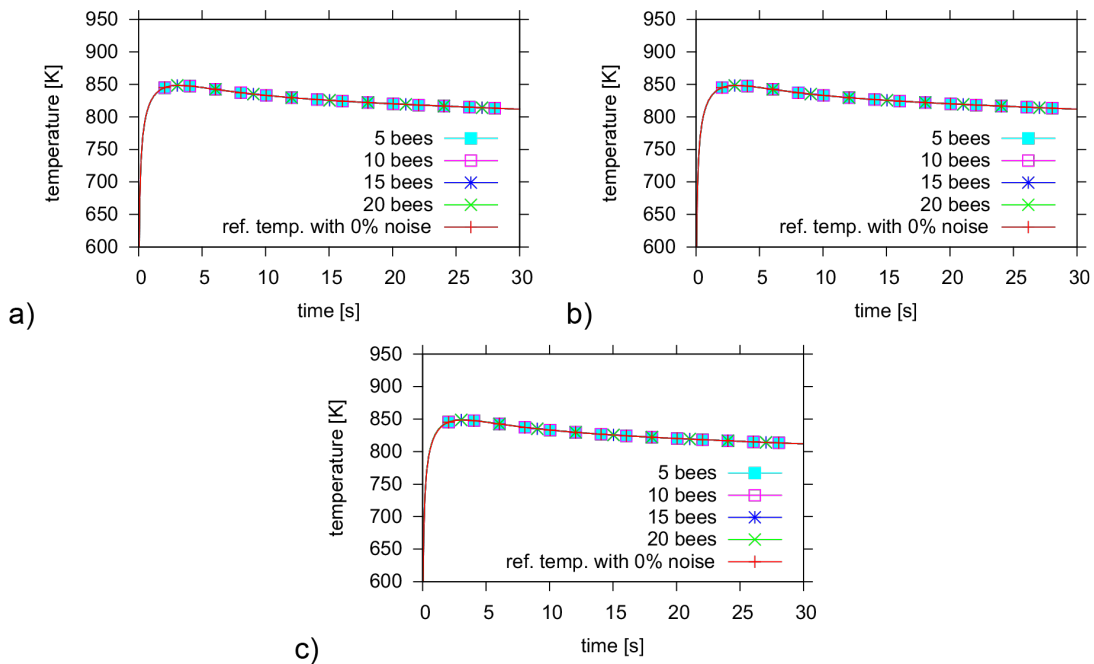 950
900
850
800
750
700
650
600
temperature [K]
5 bees
10 bees
15 bees
20 bees
ref. temp. with 0% noise
0 5 10 15 20 25 30
time [s]
a)
950
900
850
800
750
700
650
600
temperature [K]
5 bees
10 bees
15 bees
20 bees
ref. temp. with 0% noise
0 5 10 15 20 25 30
time [s]
b)
950
900
850
800
750
700
650
600
temperature [K]
5 bees
10 bees
15 bees
20 bees
ref. temp. with 0% noise
0 5 10 15 20 25 30
time [s]
c)